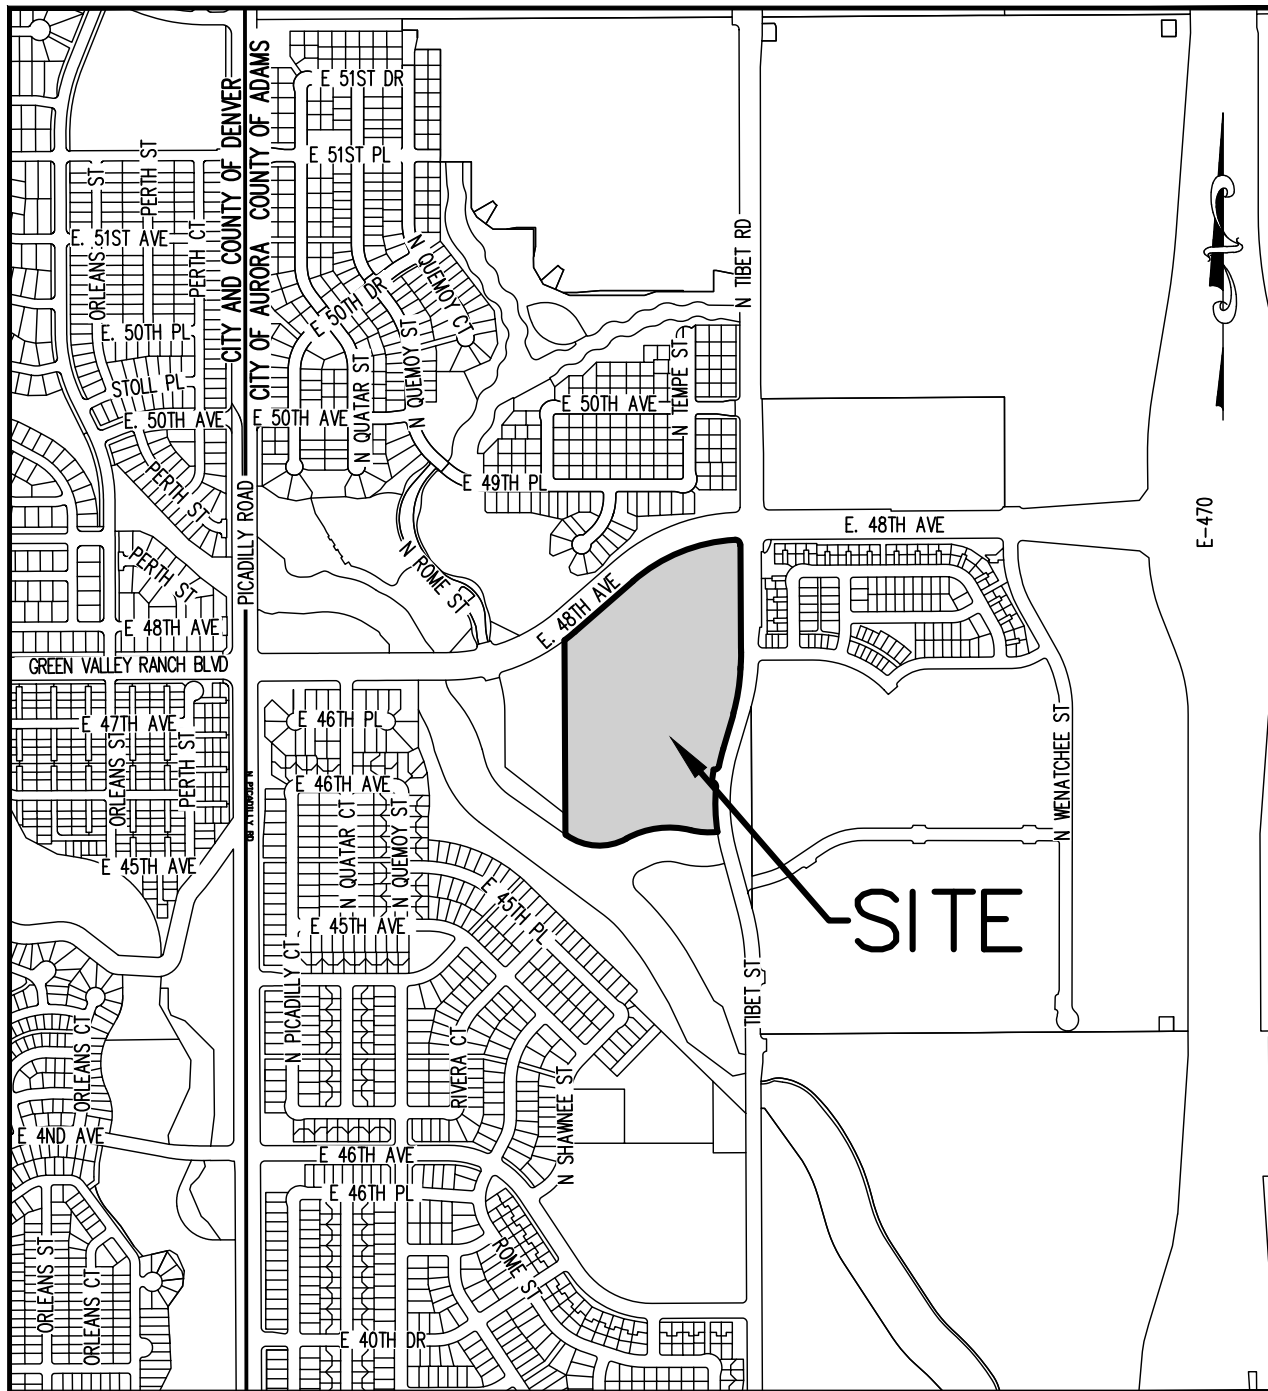 E 51ST DR
CITY AND COUNTY OF DENVER
CITY OF AURORA COUNTY OF ADAMS
PERTH ST
E 51ST PL
ORLEANS ST
E. 51ST AVE
PERTH CT
N QUEMOY CT
N TIBET RD
E 50TH DR
E. 50TH PL
N QUEMOY ST
N QUATAR ST
N TEMPE ST
STOLL PL
E. 50TH AVE
E 50TH AVE
E 50TH AVE
E 49TH PL
PERTH ST
PICADILLY ROAD
E. 48TH AVE
E-470
N ROME ST
PERTH ST
E. 48TH AVE
E 48TH AVE
GREEN VALLEY RANCH BLVD
E 47TH AVE
E 46TH PL
ORLEANS ST
PERTH ST
N PICADILLY RD
E 46TH AVE
N QUATAR CT
N QUEMOY ST
N WENATCHEE ST
E 45TH AVE
E 45TH PL
E 45TH AVE
SITE
N PICADILLY CT
TIBET ST
ORLEANS CT
RIVERA CT
N SHAWNEE ST
E 4ND AVE
E 46TH AVE
E 46TH PL
ORLEANS ST
ORLEANS CT
ROME ST
E 40TH DR